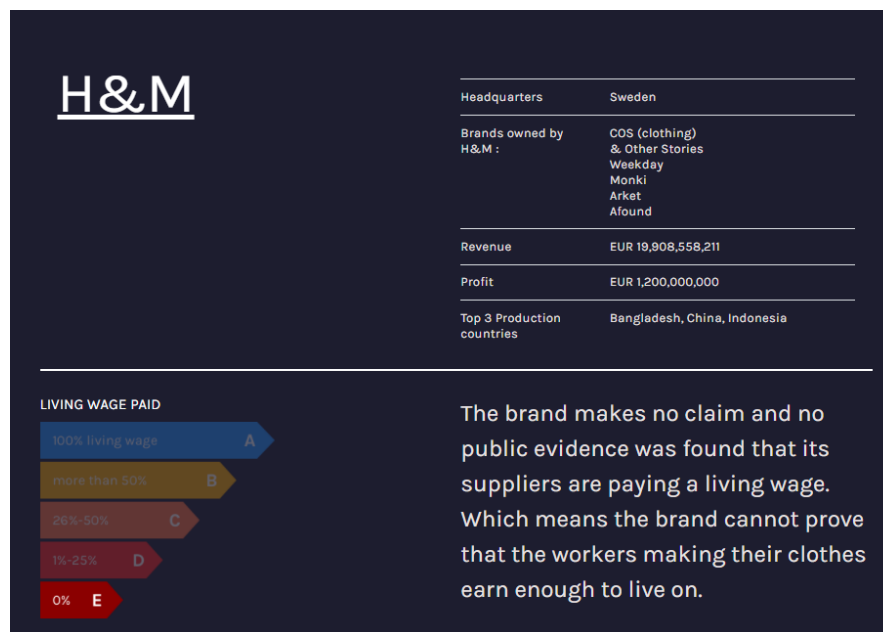 H&M
Headquarters Sweden
Brands owned by COS (clothing)
H&M : & Other Stories
Weekday
Monki
Arket
Afound
Revenue EUR 19,908,558,211
Profit EUR 1,200,000,000
Top 3 Production Bangladesh, China, Indonesia
countries
LIVING WAGE PAID
100% living wage A
more than 50% B
26%-50% C
1%-25% D
0% E
The brand makes no claim and no
public evidence was found that its
suppliers are paying a living wage.
Which means the brand cannot prove
that the workers making their clothes
earn enough to live on.